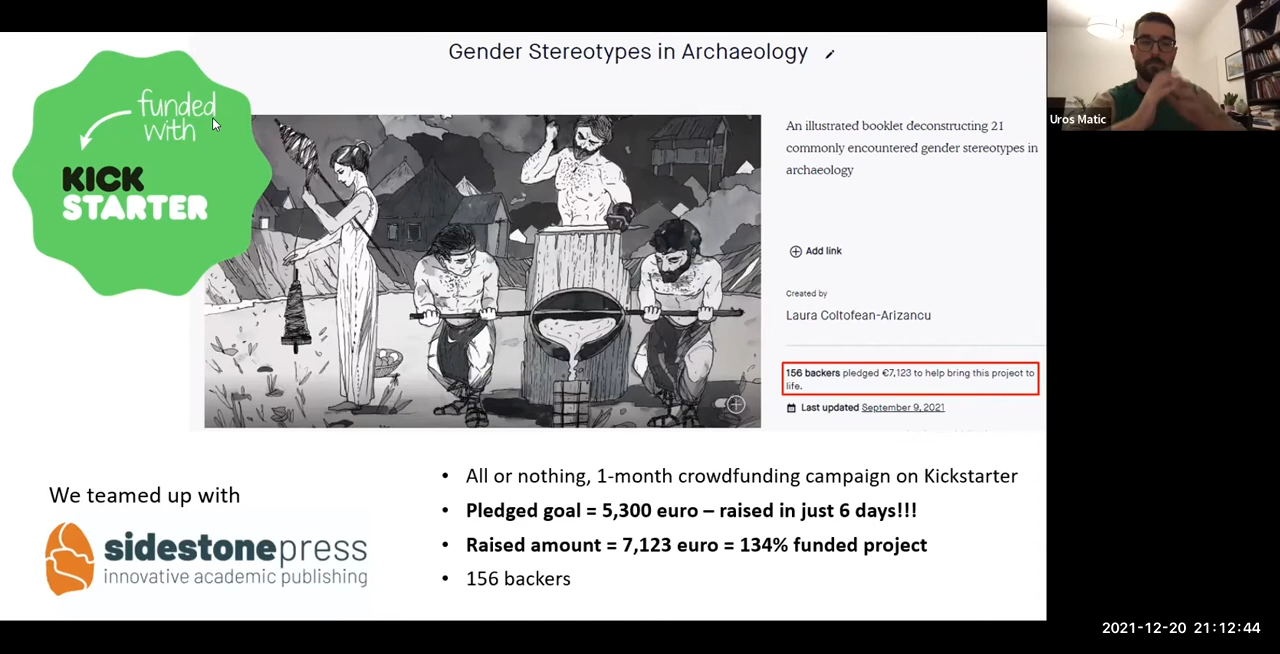 Gender Stereotypes in Archaeology
funded
with
KICK
STARTER
An illustrated booklet deconstructing 21
commonly encountered gender stereotypes in
archaeology
Add link
Created by
Laura Coltofean-Arizancu
156 backers pledged €7,123 to help bring this project to
life.
Last updated September 9, 2021
We teamed up with
sidestonepress
innovative academic publishing
• All or nothing, 1-month crowdfunding campaign on Kickstarter
• Pledged goal = 5,300 euro – raised in just 6 days!!!
• Raised amount = 7,123 euro = 134% funded project
• 156 backers
Uros Matic
2021-12-20 21:12:44